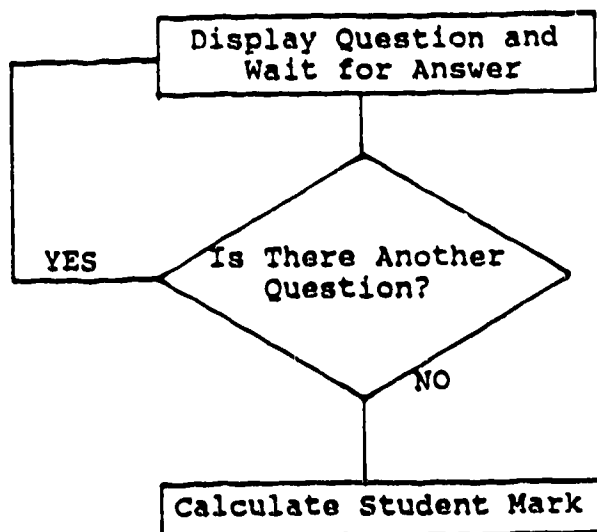 Display Question and
Wait for Answer
YES
Is There Another
Question?
NO
Calculate Student Mark